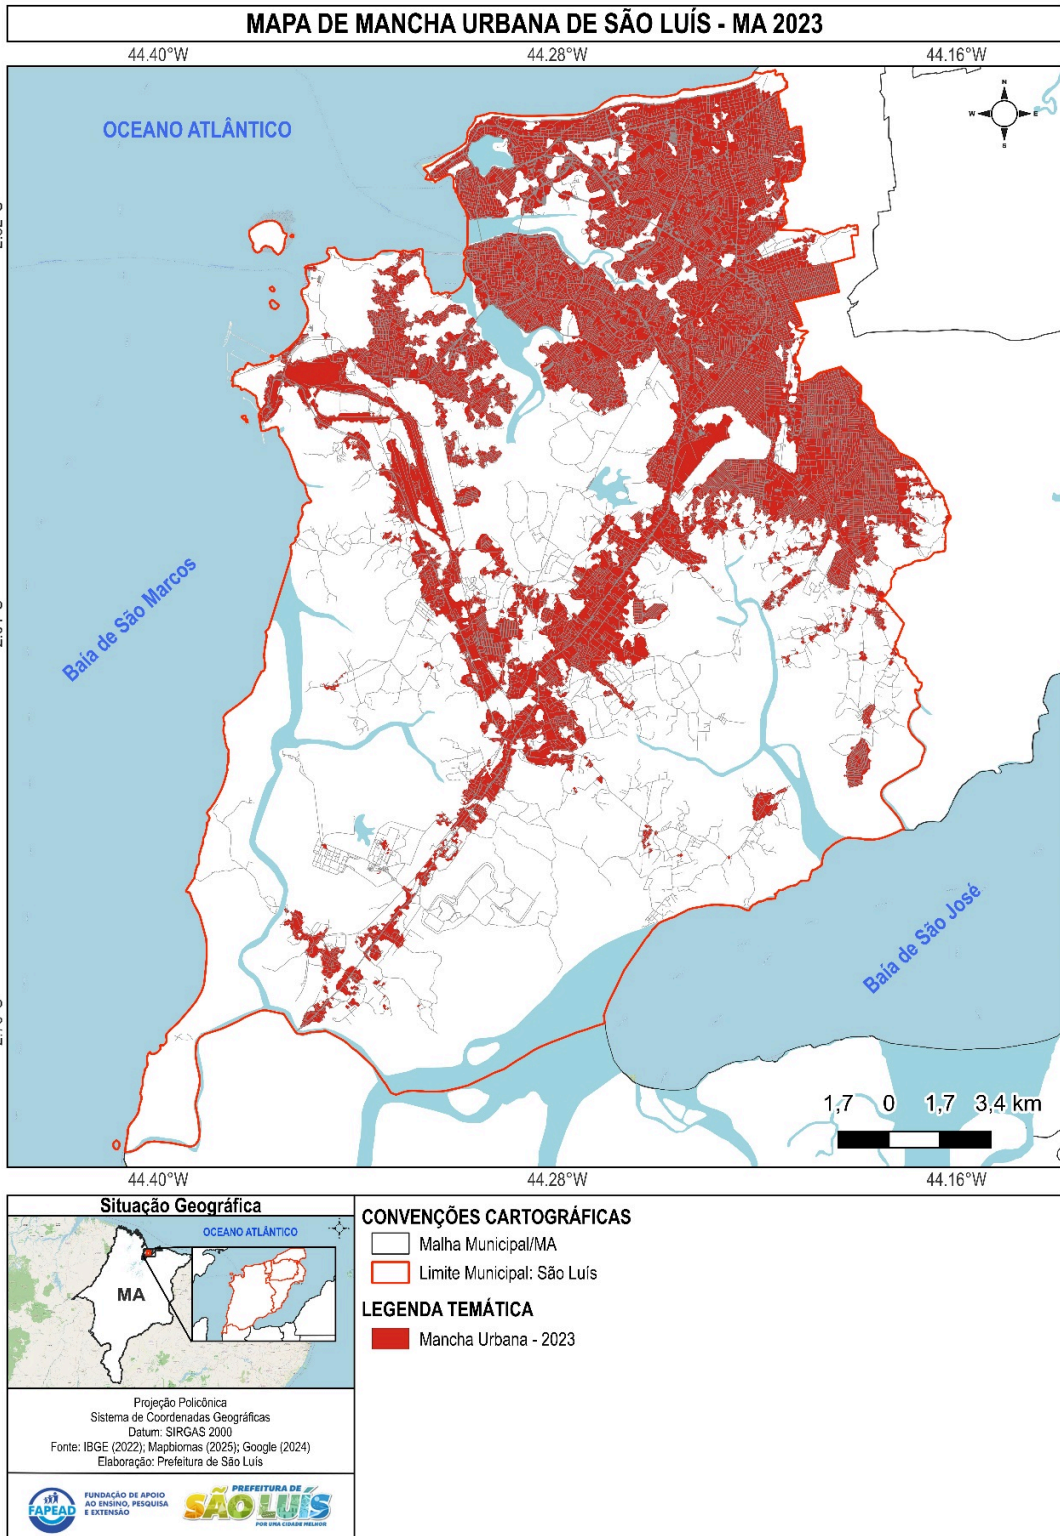 MAPA DE MANCHA URBANA DE SÃO LUÍS - MA 2023
44.40°W 44.28°W 44.16°W
OCEANO ATLÂNTICO
N
W E
S
Baía de São Marcos
Baía de São José
1,7 0 1,7 3,4 km
44.40°W 44.28°W 44.16°W
Situação Geográfica
OCEANO ATLÂNTICO
MA
Projeção Policônica
Sistema de Coordenadas Geográficas
Datum: SIRGAS 2000
Fonte: IBGE (2022); Mapbiomas (2025); Google (2024)
Elaboração: Prefeitura de São Luís
FAPEAD
FUNDAÇÃO DE APOIO
AO ENSINO, PESQUISA
E EXTENSÃO
PREFEITURA DE
SÃO LUÍS
POR UMA CIDADE MELHOR
CONVENÇÕES CARTOGRÁFICAS
Malha Municipal/MA
Limite Municipal: São Luís
LEGENDA TEMÁTICA
Mancha Urbana - 2023